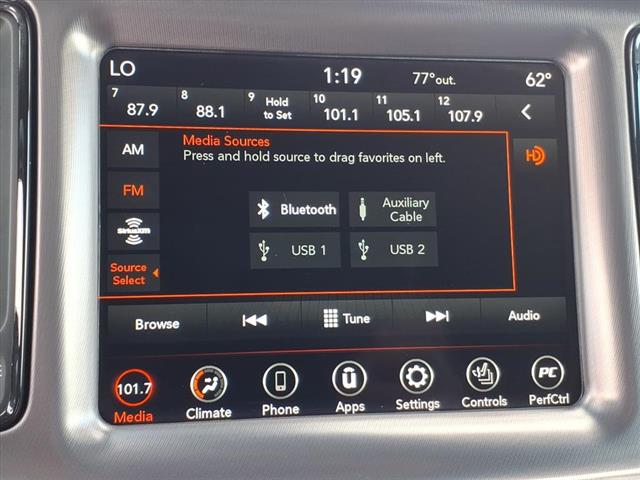 LO 1:19 77°out. 62°
7 87.9 8 88.1 9 Hold to Set 10 101.1 11 105.1 12 107.9
AM
Media Sources
Press and hold source to drag favorites on left.
HD
FM
Bluetooth
Auxiliary
Cable
SiriusXM
USB 1 USB 2
Source
Select
Browse Tune Audio
101.7 PC
Media Climate Phone Apps Settings Controls PerfCtrl